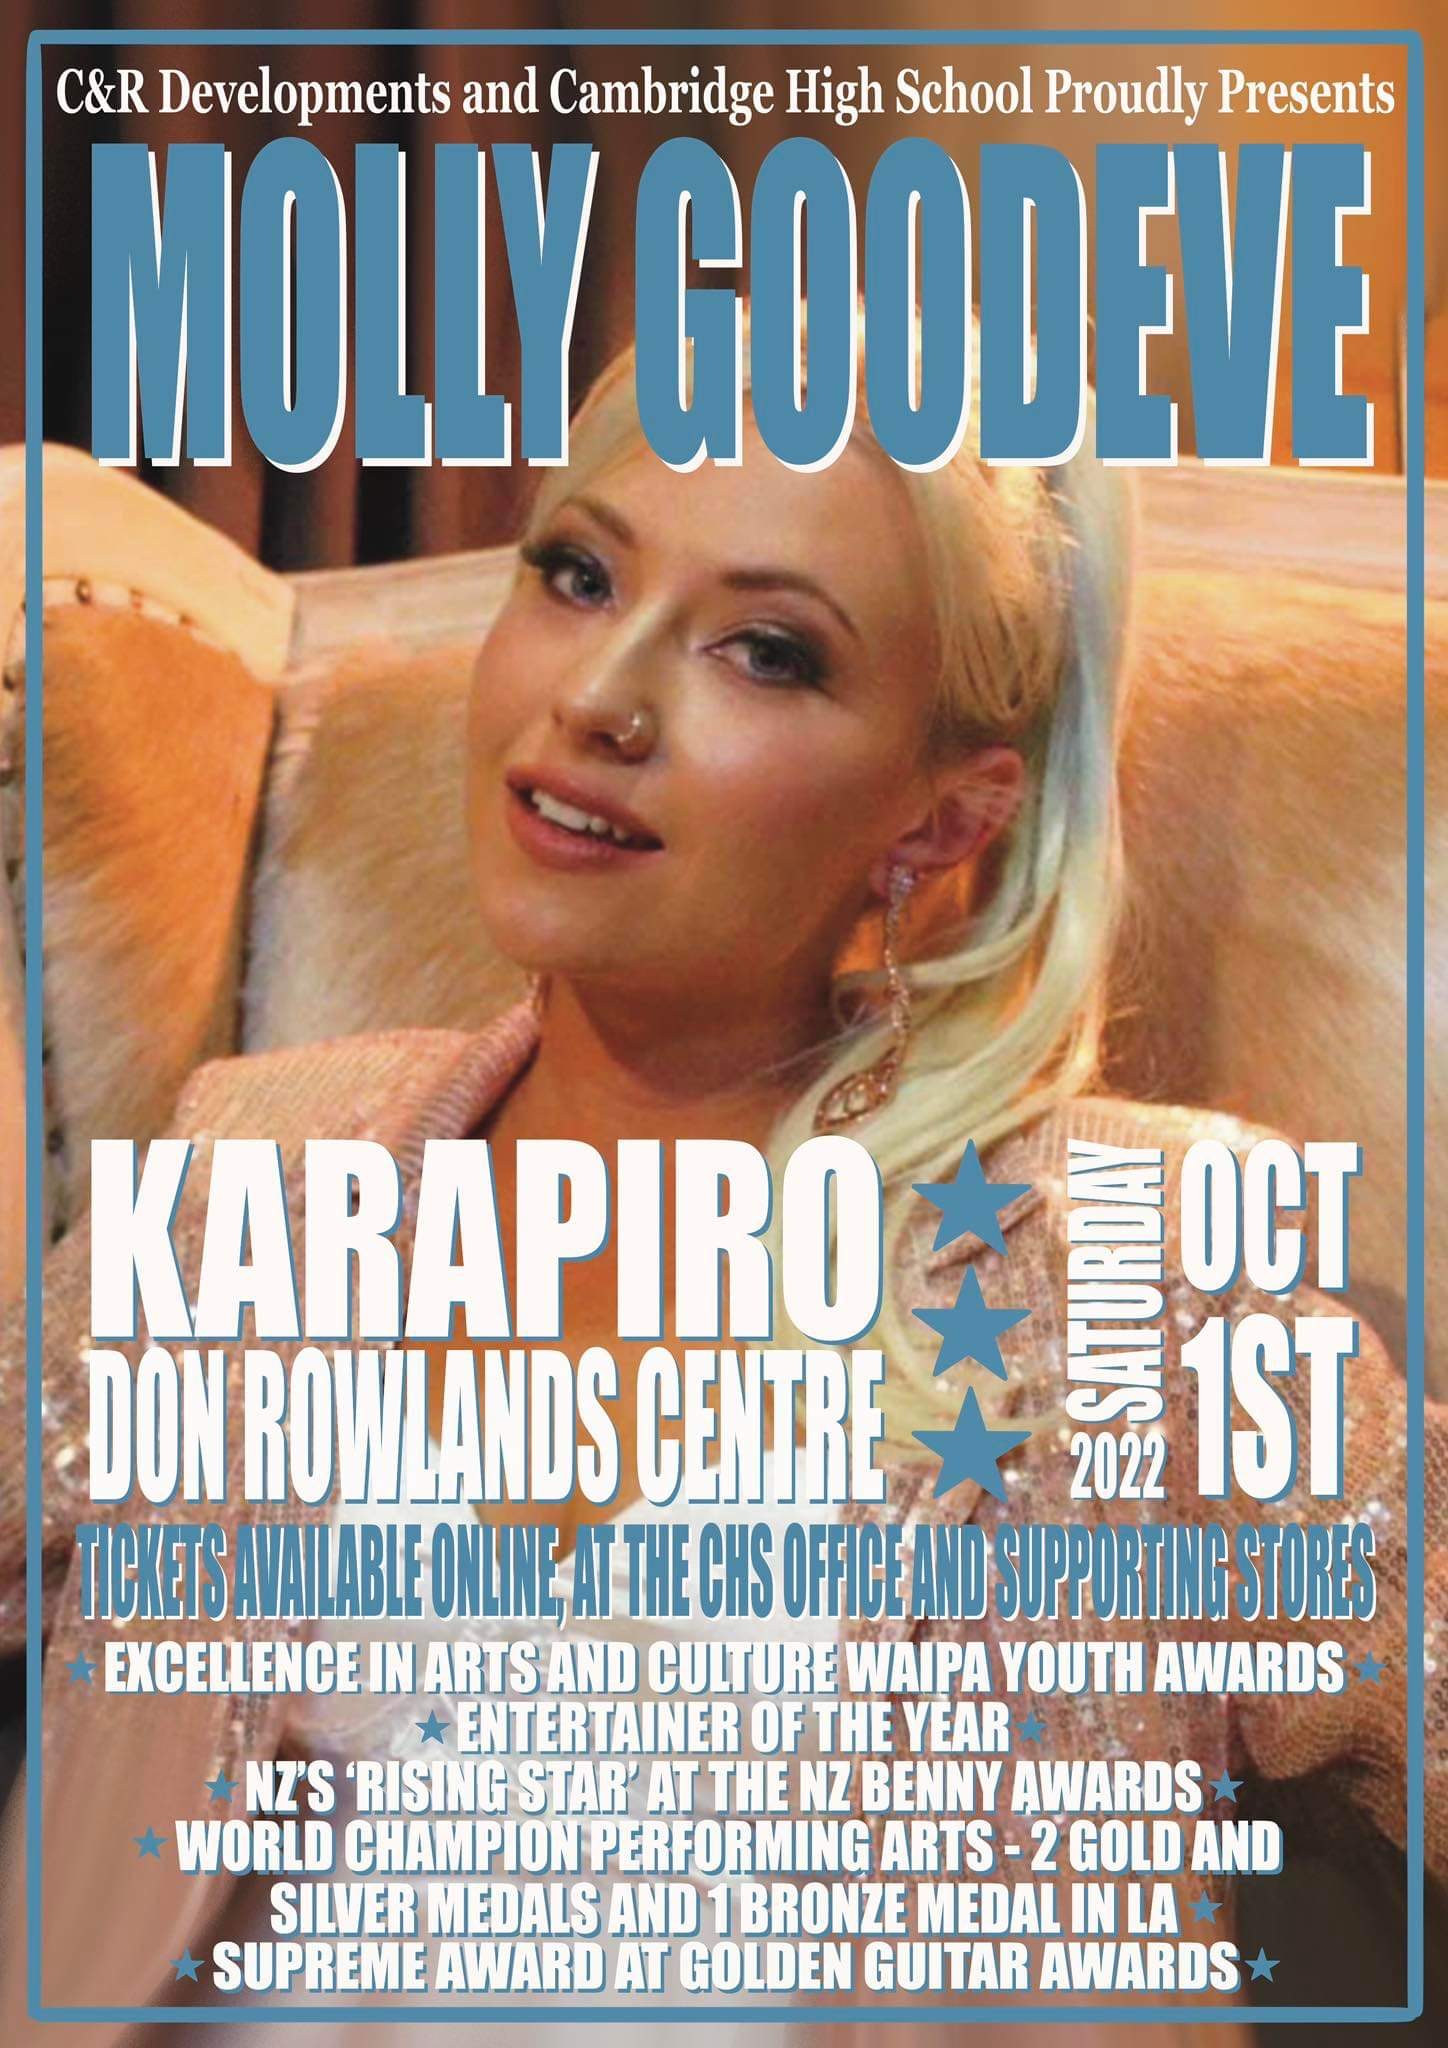 C&R Developments and Cambridge High School Proudly Presents
MOLLY GOODEVE
KARAPIRO
DON ROWLANDS CENTRE
SATURDAY
2022
OCT
1ST
TICKETS AVAILABLE ONLINE, AT THE CHS OFFICE AND SUPPORTING STORES
EXCELLENCE IN ARTS AND CULTURE WAIPA YOUTH AWARDS
ENTERTAINER OF THE YEAR
NZ'S 'RISING STAR' AT THE NZ BENNY AWARDS
WORLD CHAMPION PERFORMING ARTS - 2 GOLD AND
SILVER MEDALS AND 1 BRONZE MEDAL IN LA
SUPREME AWARD AT GOLDEN GUITAR AWARDS